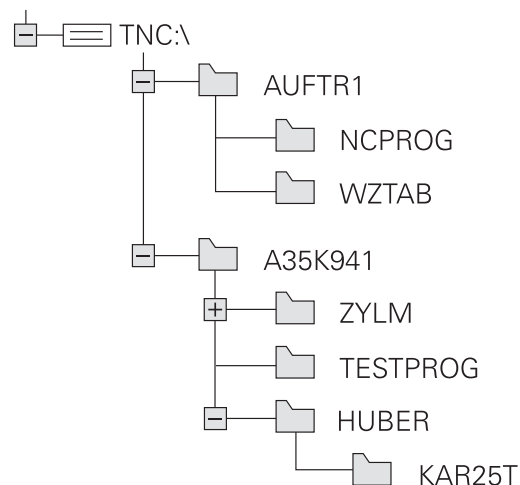 TNC:\
AUFTR1
NCPROG
WZTAB
A35K941
ZYLM
TESTPROG
HUBER
KAR25T